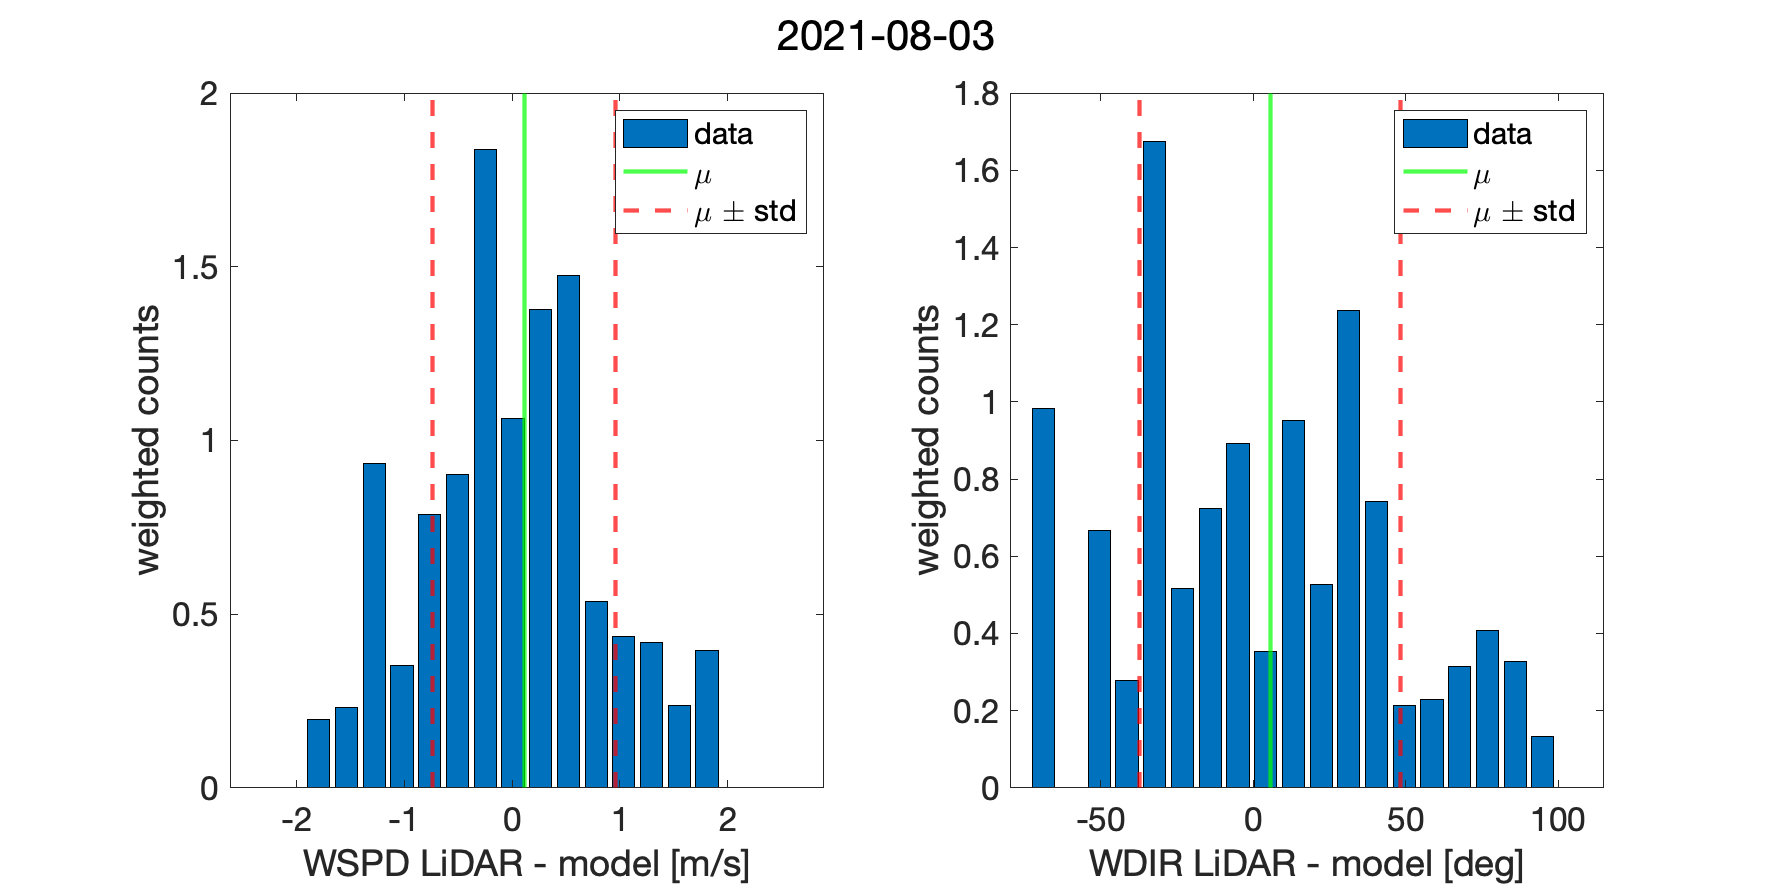 2021-08-03
2
1.5
1
0.5
0
weighted counts
-2 -1 0 1 2
WSPD LiDAR - model [m/s]
data
μ
μ ± std
1.8
1.6
1.4
1.2
1
0.8
0.6
0.4
0.2
0
weighted counts
-50 0 50 100
WDIR LiDAR - model [deg]
data
μ
μ ± std